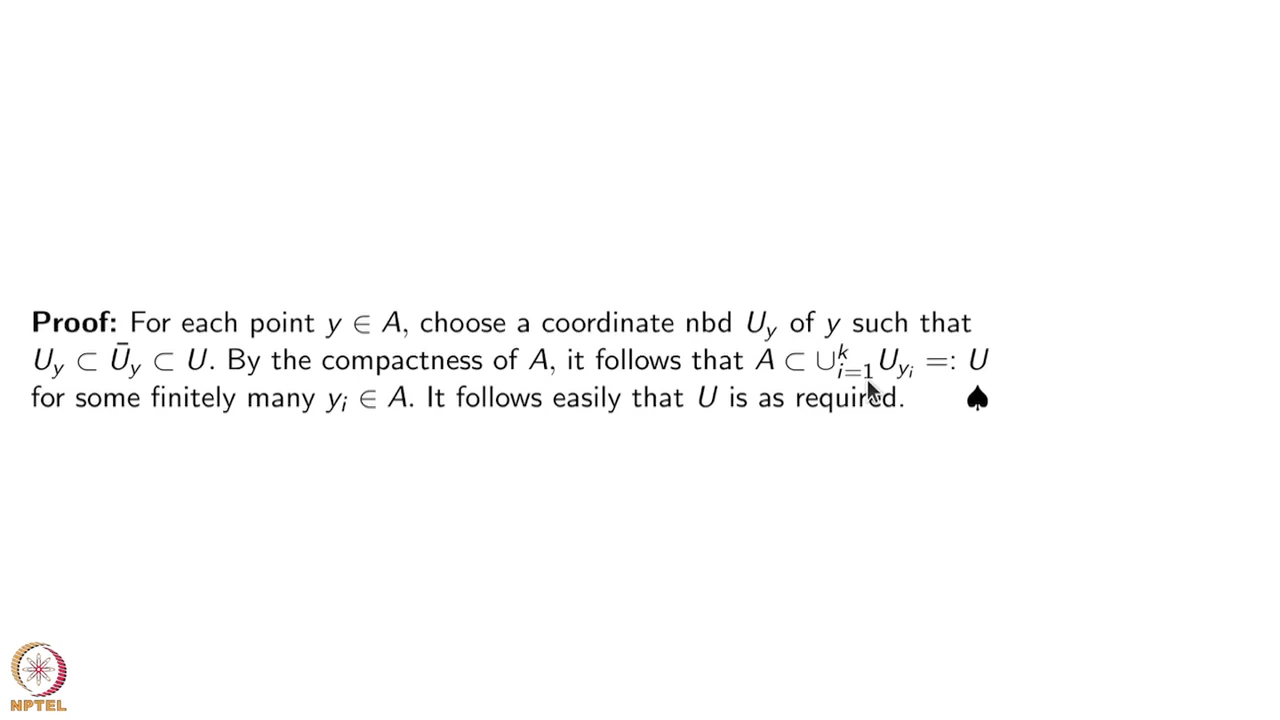 Proof: For each point y ∈ A, choose a coordinate nbd U_y of y such that
U_y ⊂ Ū_y ⊂ U. By the compactness of A, it follows that A ⊂ ∪_{i=1}^k U_{y_i} =: U
for some finitely many y_i ∈ A. It follows easily that U is as required. ♠
NPTEL